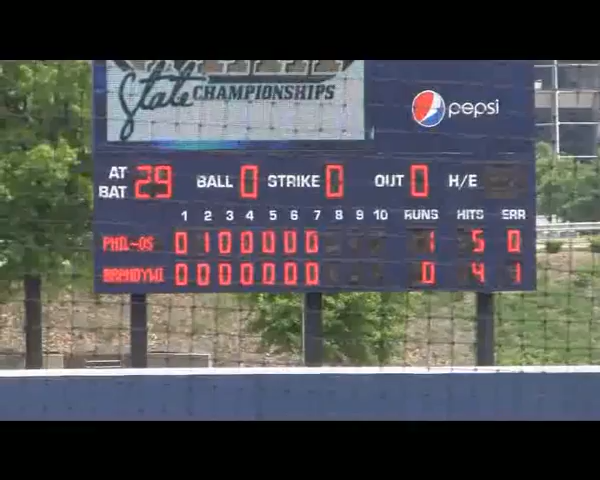 State CHAMPIONSHIPS
pepsi
AT BAT 29 BALL 0 STRIKE 0 OUT 0 H/E
1 2 3 4 5 6 7 8 9 10 RUNS HITS ERR
PHIL-OS 0 1 0 0 0 0 0 1 5 0
BRANDYWI 0 0 0 0 0 0 0 0 4 1